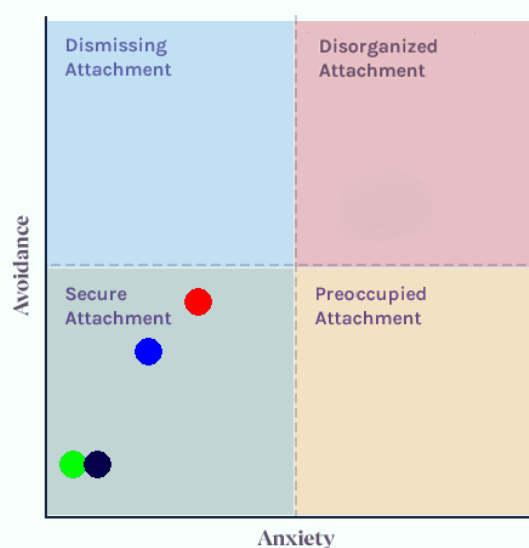 Dismissing
Attachment
Disorganized
Attachment
Avoidance
Secure
Attachment
Preoccupied
Attachment
Anxiety